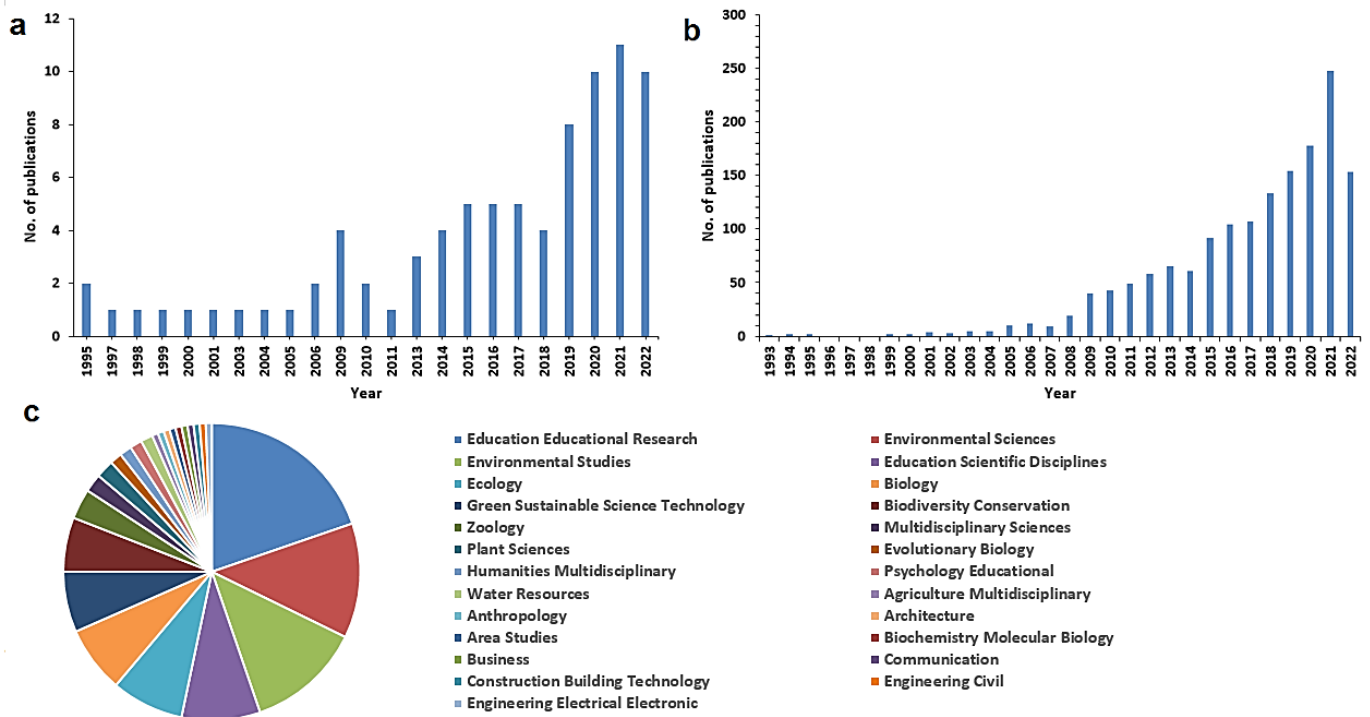 a
12
10
8
6
4
2
0
No. of publications
1995 1997 1998 1999 2000 2001 2003 2004 2005 2006 2009 2010 2011 2013 2014 2015 2016 2017 2018 2019 2020 2021 2022
Year
b
300
250
200
150
100
50
0
No. of publications
1993 1994 1995 1996 1997 1998 1999 2000 2001 2002 2003 2004 2005 2006 2007 2008 2009 2010 2011 2012 2013 2014 2015 2016 2017 2018 2019 2020 2021 2022
Year
c
Education Educational Research
Environmental Sciences
Environmental Studies
Education Scientific Disciplines
Ecology
Biology
Green Sustainable Science Technology
Biodiversity Conservation
Zoology
Multidisciplinary Sciences
Plant Sciences
Evolutionary Biology
Humanities Multidisciplinary
Psychology Educational
Water Resources
Agriculture Multidisciplinary
Anthropology
Architecture
Area Studies
Biochemistry Molecular Biology
Business
Communication
Construction Building Technology
Engineering Civil
Engineering Electrical Electronic